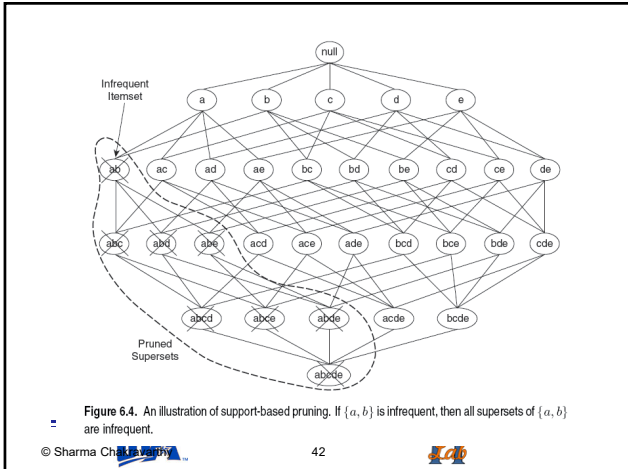 null
Infrequent
Itemset
a b c d e
ab ac ad ae bc bd be cd ce de
abc abd abe acd ace ade bcd bce bde cde
abcd abce abde acde bcde
Pruned
Supersets
abcde
Figure 6.4. An illustration of support-based pruning. If {a, b} is infrequent, then all supersets of {a, b}
are infrequent.
© Sharma Chakravarthy 42 Lab